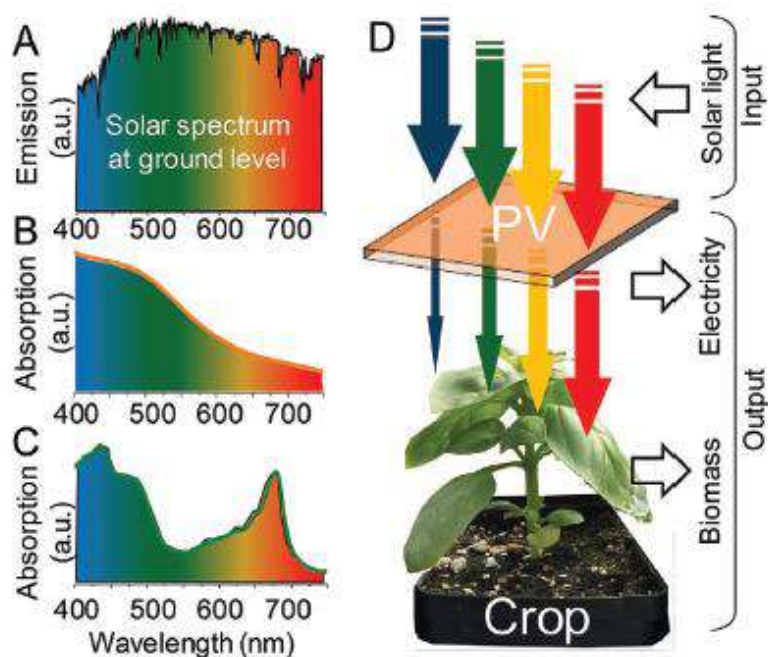 A
Emission
(a.u.)
Solar spectrum
at ground level
400 500 600 700
B
Absorption
(a.u.)
400 500 600 700
C
Absorption
(a.u.)
400 500 600 700
Wavelength (nm)
D
PV
Crop
Solar light
Input
Electricity
Biomass
Output